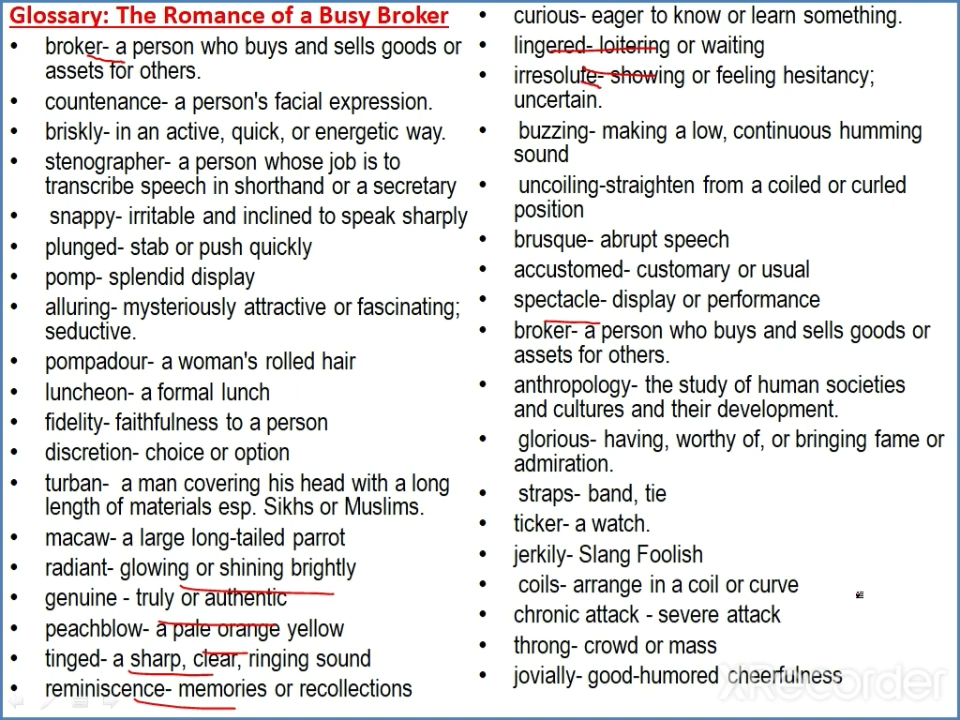 Glossary: The Romance of a Busy Broker
• broker- a person who buys and sells goods or
assets for others.
• countenance- a person's facial expression.
• briskly- in an active, quick, or energetic way.
• stenographer- a person whose job is to
transcribe speech in shorthand or a secretary
• snappy- irritable and inclined to speak sharply
• plunged- stab or push quickly
• pomp- splendid display
• alluring- mysteriously attractive or fascinating;
seductive.
• pompadour- a woman's rolled hair
• luncheon- a formal lunch
• fidelity- faithfulness to a person
• discretion- choice or option
• turban- a man covering his head with a long
length of materials esp. Sikhs or Muslims.
• macaw- a large long-tailed parrot
• radiant- glowing or shining brightly
• genuine - truly or authentic
• peachblow- a pale orange yellow
• tinged- a sharp, clear, ringing sound
• reminiscence- memories or recollections
• curious- eager to know or learn something.
• lingered- loitering or waiting
• irresolute- showing or feeling hesitancy;
uncertain.
• buzzing- making a low, continuous humming
sound
• uncoiling-straighten from a coiled or curled
position
• brusque- abrupt speech
• accustomed- customary or usual
• spectacle- display or performance
• broker- a person who buys and sells goods or
assets for others.
• anthropology- the study of human societies
and cultures and their development.
• glorious- having, worthy of, or bringing fame or
admiration.
• straps- band, tie
• ticker- a watch.
• jerkily- Slang Foolish
• coils- arrange in a coil or curve
• chronic attack - severe attack
• throng- crowd or mass
• jovially- good-humored cheerfulness
XRecorder